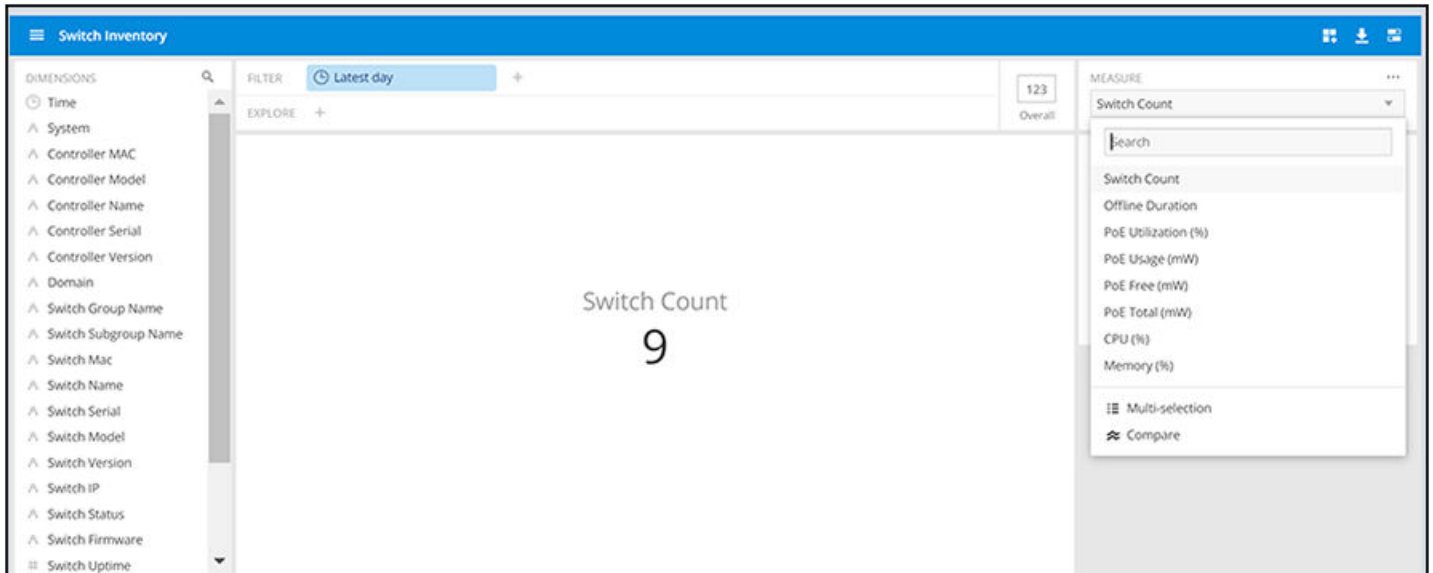 Switch Inventory
DIMENSIONS
Time
System
Controller MAC
Controller Model
Controller Name
Controller Serial
Controller Version
Domain
Switch Group Name
Switch Subgroup Name
Switch Mac
Switch Name
Switch Serial
Switch Model
Switch Version
Switch IP
Switch Status
Switch Firmware
Switch Uptime
FILTER Latest day +
EXPLORE +
123
Overall
Switch Count
9
MEASURE
Switch Count
Search
Switch Count
Offline Duration
PoE Utilization (%)
PoE Usage (mW)
PoE Free (mW)
PoE Total (mW)
CPU (%)
Memory (%)
Multi-selection
Compare